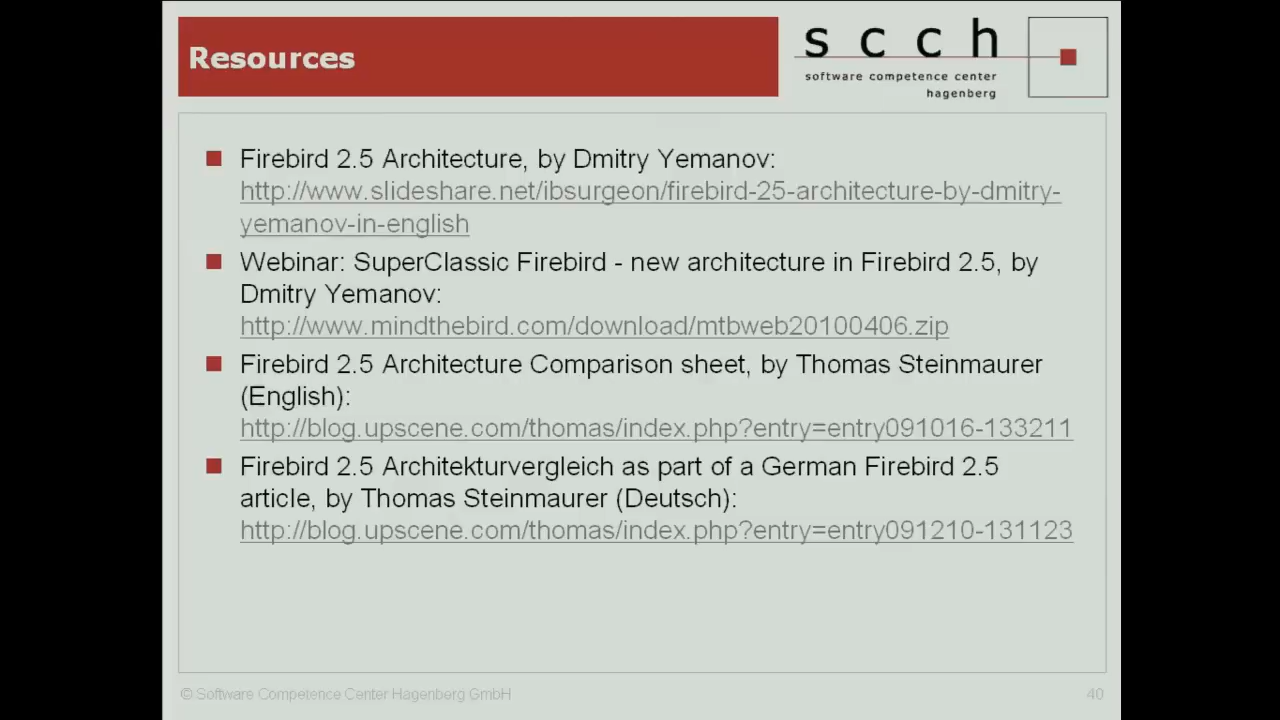 Resources
scch
software competence center
hagenberg
Firebird 2.5 Architecture, by Dmitry Yemanov:
http://www.slideshare.net/ibsurgeon/firebird-25-architecture-by-dmitry-
yemanov-in-english
Webinar: SuperClassic Firebird - new architecture in Firebird 2.5, by
Dmitry Yemanov:
http://www.mindthebird.com/download/mtbweb20100406.zip
Firebird 2.5 Architecture Comparison sheet, by Thomas Steinmaurer
(English):
http://blog.upscene.com/thomas/index.php?entry=entry091016-133211
Firebird 2.5 Architekturvergleich as part of a German Firebird 2.5
article, by Thomas Steinmaurer (Deutsch):
http://blog.upscene.com/thomas/index.php?entry=entry091210-131123
© Software Competence Center Hagenberg GmbH
40